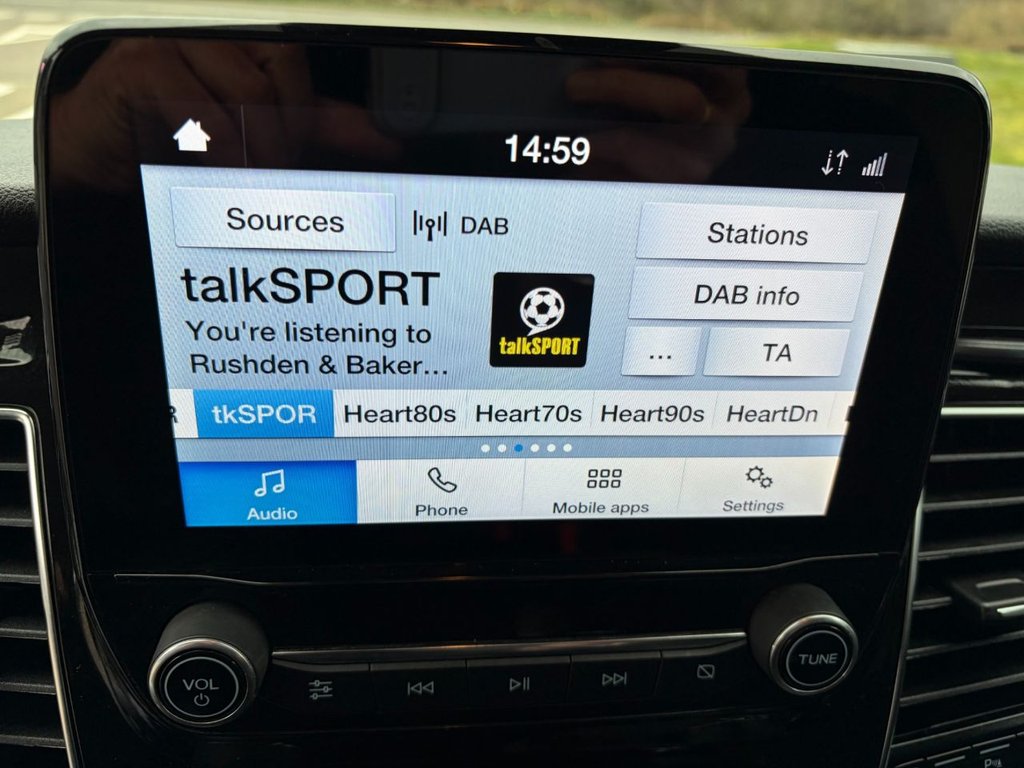 14:59
Sources
DAB
Stations
talkSPORT
DAB info
You're listening to
Rushden & Baker...
talkSPORT
...
TA
R
tkSPOR
Heart80s
Heart70s
Heart90s
HeartDn
Audio
Phone
Mobile apps
Settings
VOL
TUNE